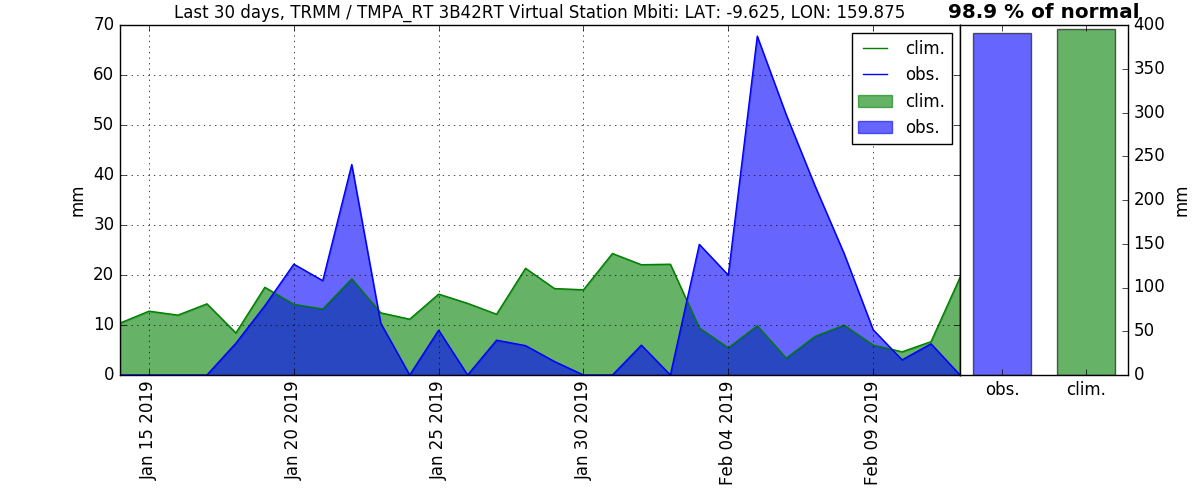 Last 30 days, TRMM / TMPA_RT 3B42RT Virtual Station Mbiti: LAT: -9.625, LON: 159.875
98.9 % of normal
70
60
50
40
30
20
10
0
mm
clim.
obs.
clim.
obs.
Jan 15 2019
Jan 20 2019
Jan 25 2019
Jan 30 2019
Feb 04 2019
Feb 09 2019
400
350
300
250
200
150
100
50
0
mm
obs.
clim.